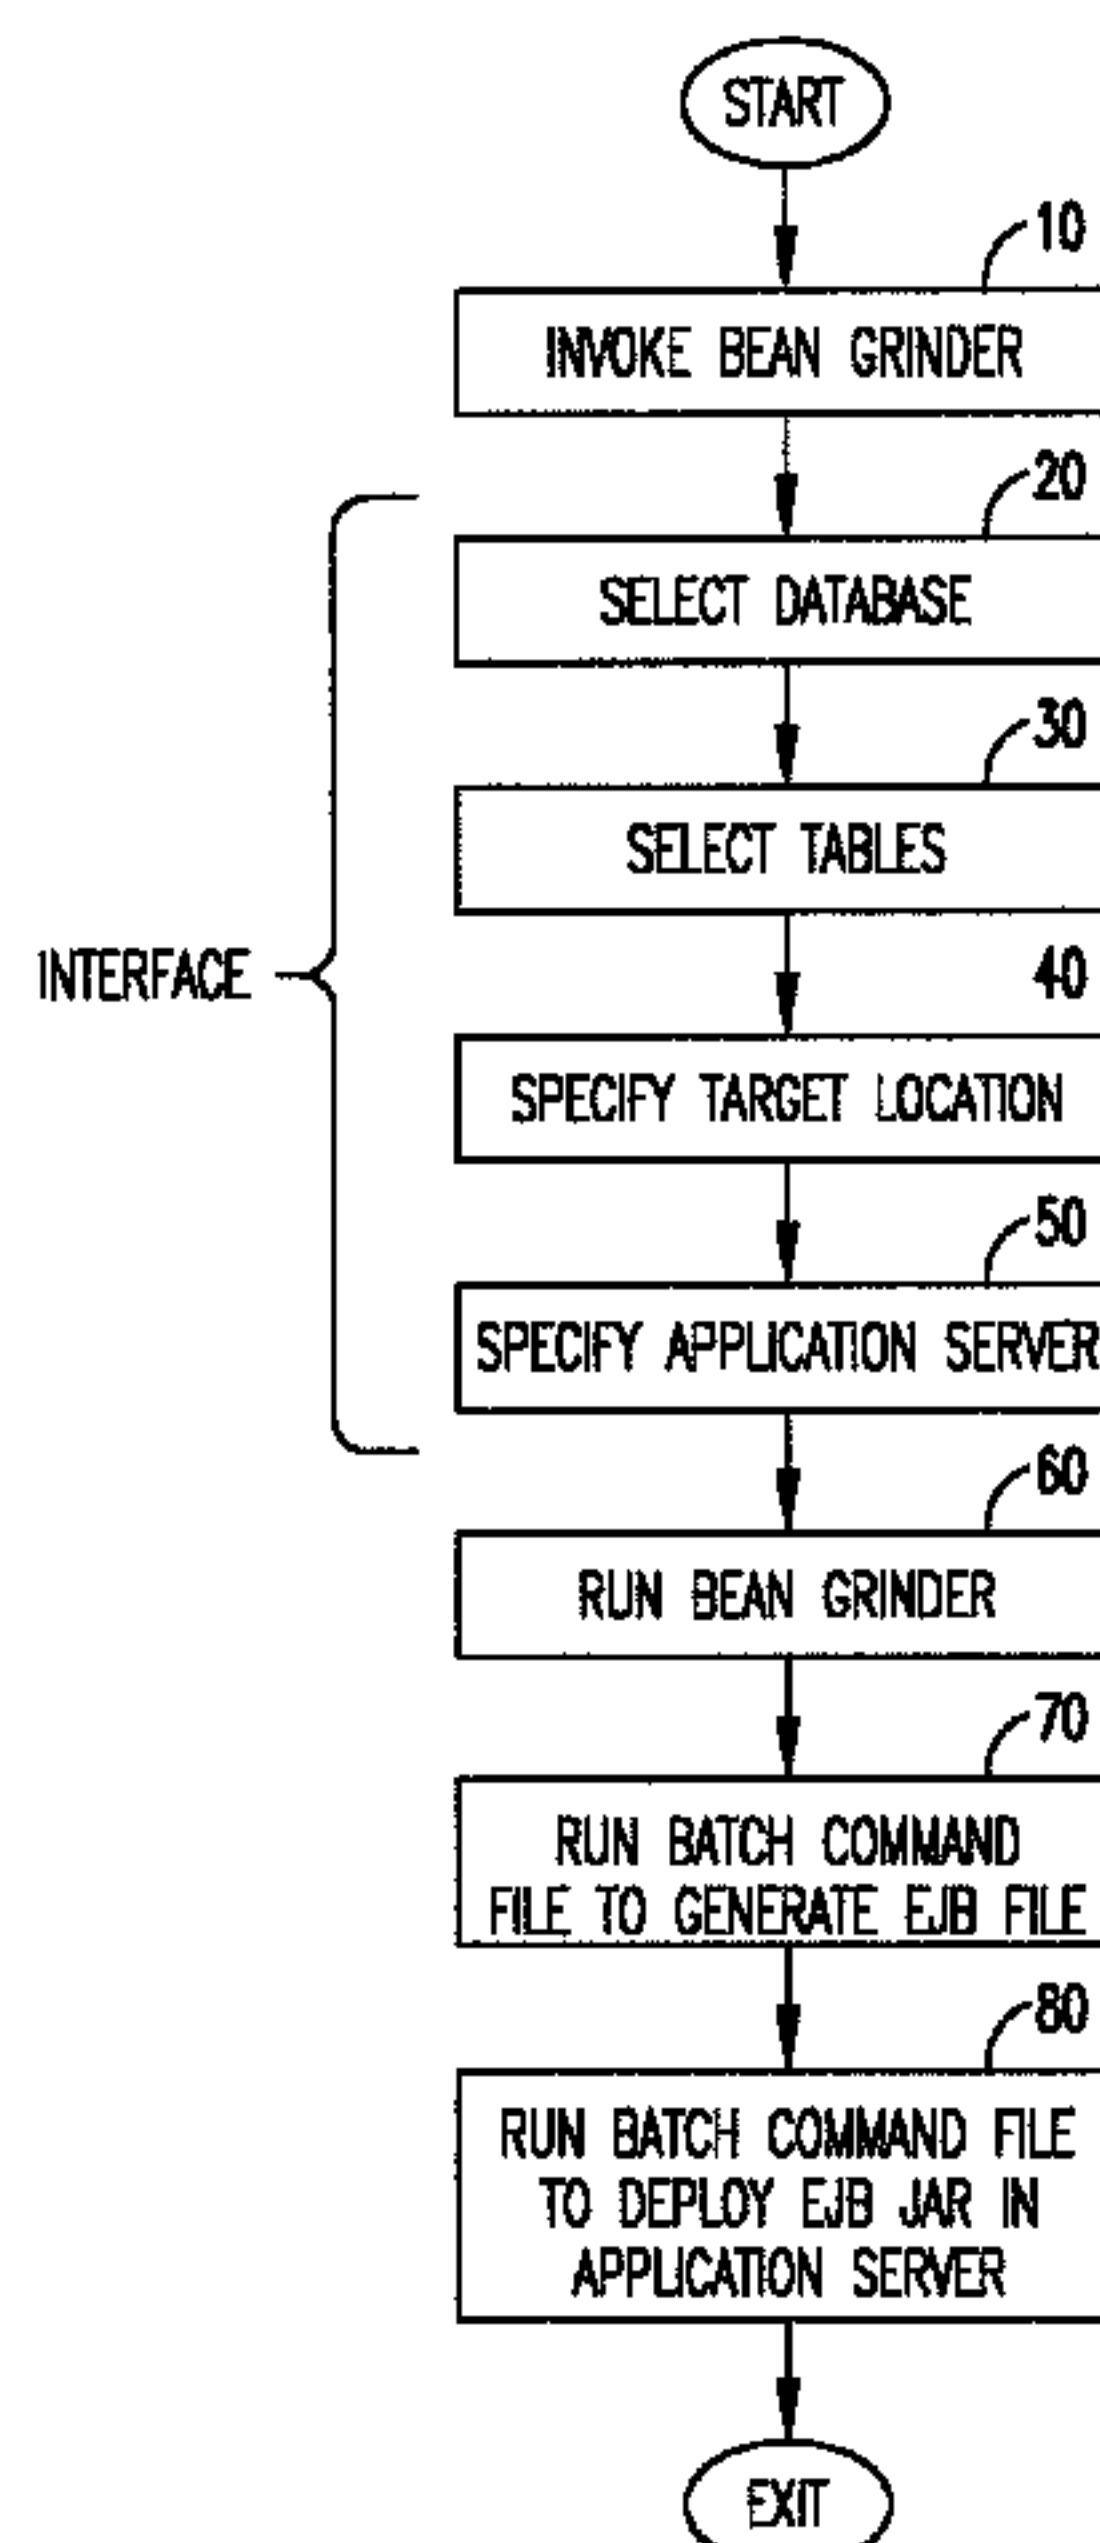 START
10
INVOKE BEAN GRINDER
20
SELECT DATABASE
30
SELECT TABLES
INTERFACE
40
SPECIFY TARGET LOCATION
50
SPECIFY APPLICATION SERVER
60
RUN BEAN GRINDER
70
RUN BATCH COMMAND
FILE TO GENERATE EJB FILE
80
RUN BATCH COMMAND FILE
TO DEPLOY EJB JAR IN
APPLICATION SERVER
EXIT